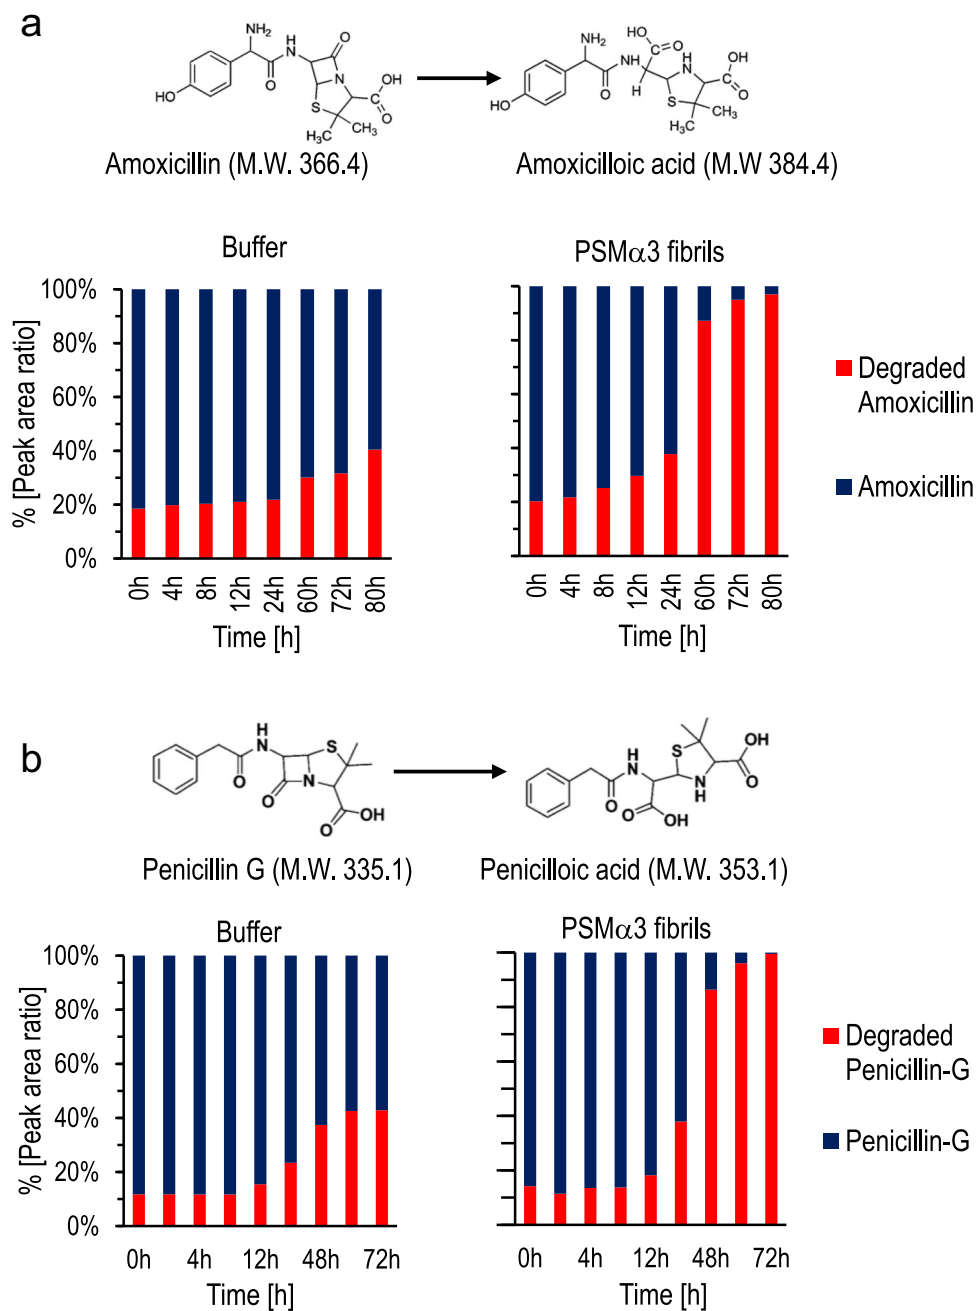 a
NH₂
H
N
O
O
N
S
OH
C
O
HO
H₃C
CH₃
Amoxicillin (M.W. 366.4)
NH₂
HO
C
O
HN
H
N
O
C
H
OH
C
O
S
HO
H₃C
CH₃
Amoxicilloic acid (M.W 384.4)
Buffer
PSMα3 fibrils
% [Peak area ratio]
100%
80%
60%
40%
20%
0%
0h 4h 8h 12h 24h 60h 72h 80h
Time [h]
0h 4h 8h 12h 24h 60h 72h 80h
Time [h]
Degraded
Amoxicillin
Amoxicillin
b
H
N
O
S
N
O
O
OH
Penicillin G (M.W. 335.1)
H
N
O
S
OH
O
N
H
O
OH
Penicilloic acid (M.W. 353.1)
Buffer
PSMα3 fibrils
% [Peak area ratio]
100%
80%
60%
40%
20%
0%
0h 4h 12h 48h 72h
Time [h]
0h 4h 12h 48h 72h
Time [h]
Degraded
Penicillin-G
Penicillin-G